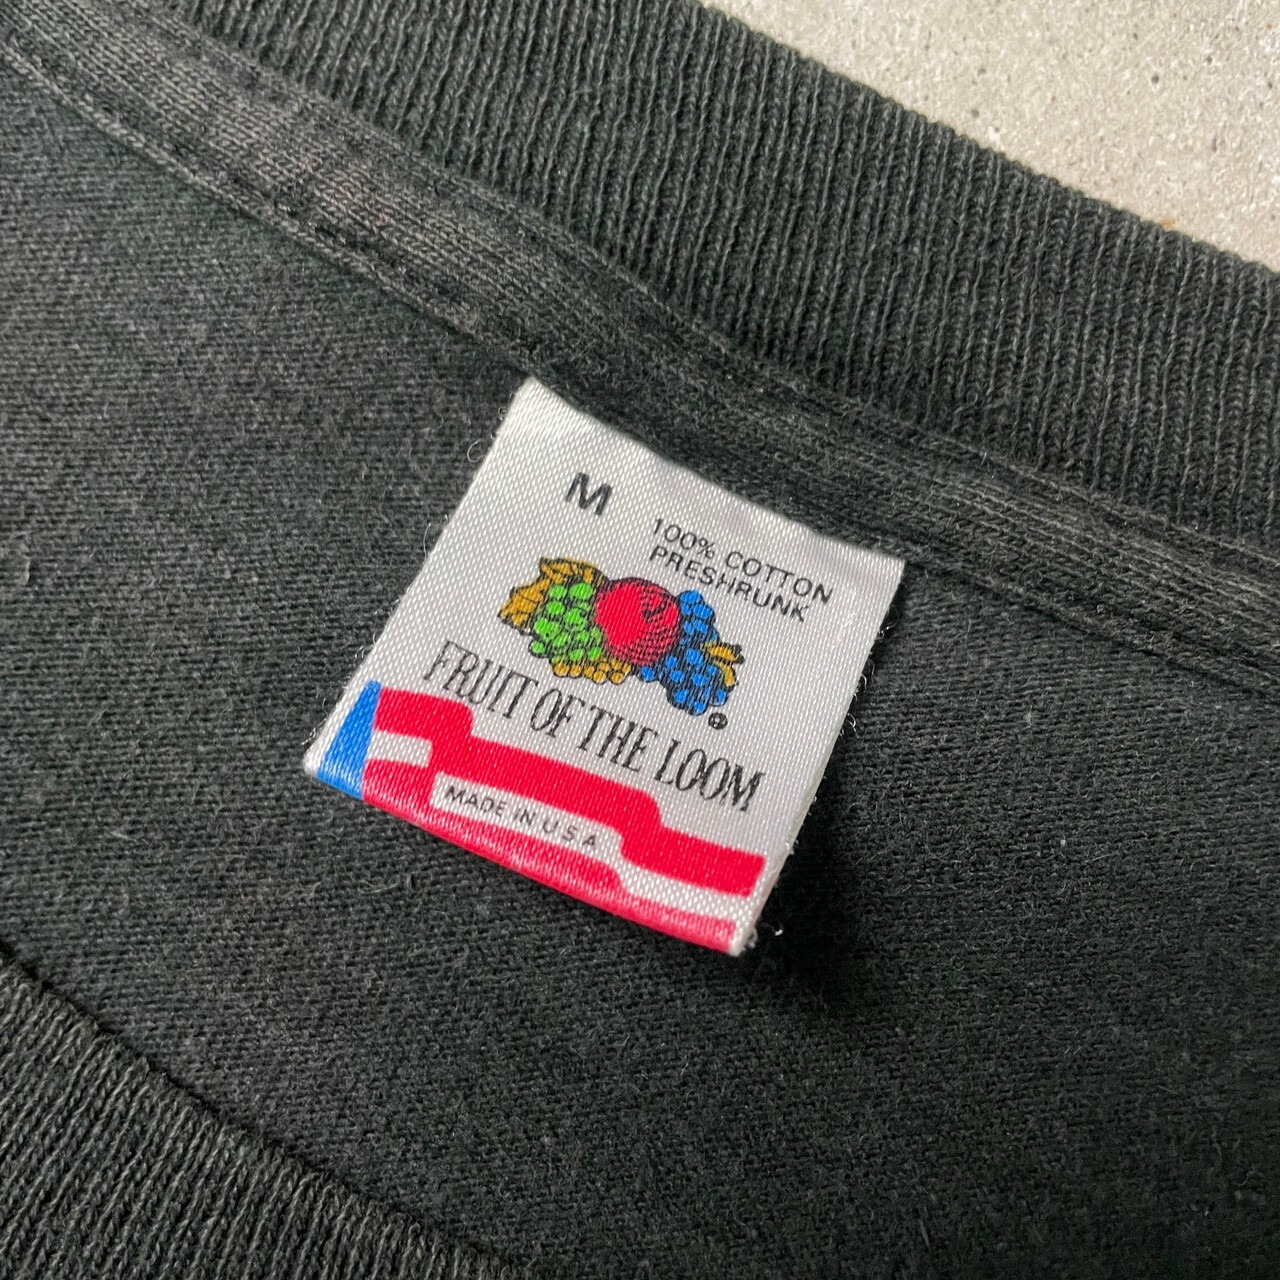 M
100% COTTON
PRESHRUNK
FRUIT OF THE LOOM®
MADE IN U S A